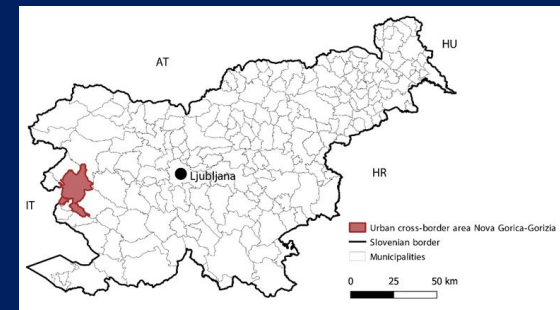 HU
AT
HR
Ljubljana
IT
Urban cross-border area Nova Gorica-Gorizia
Slovenian border
Municipalities
0 25 50 km